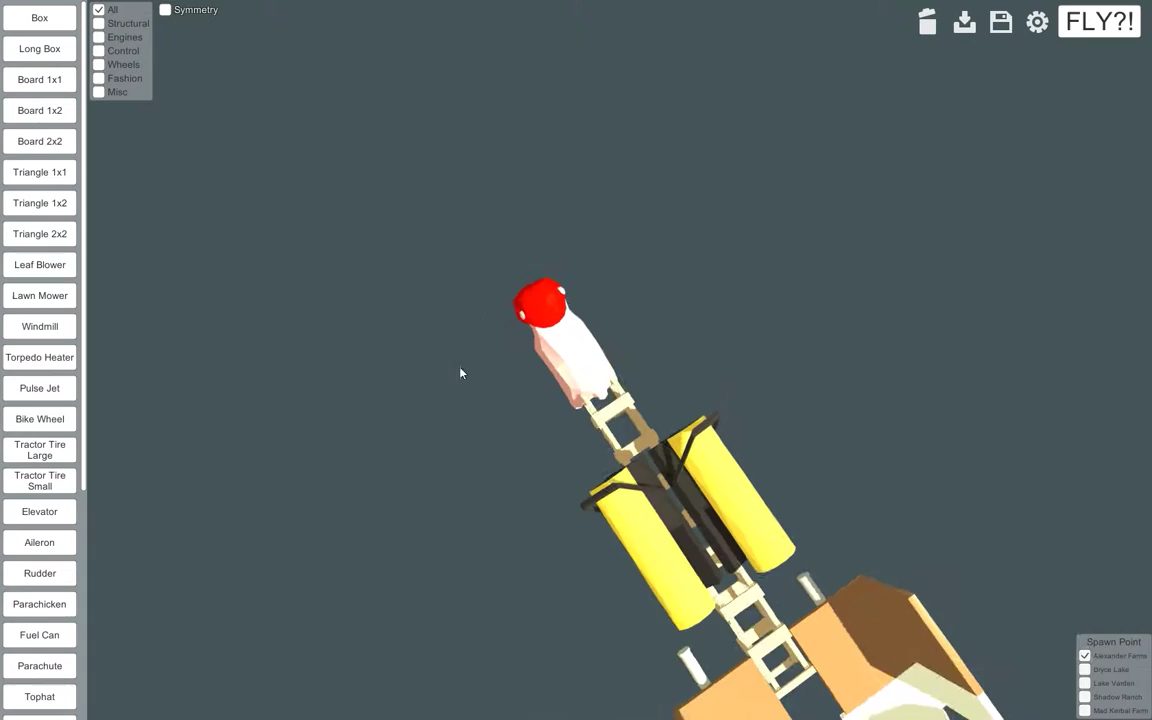 Box
Long Box
Board 1x1
Board 1x2
Board 2x2
Triangle 1x1
Triangle 1x2
Triangle 2x2
Leaf Blower
Lawn Mower
Windmill
Torpedo Heater
Pulse Jet
Bike Wheel
Tractor Tire
Large
Tractor Tire
Small
Elevator
Aileron
Rudder
Parachicken
Fuel Can
Parachute
Tophat
All
Structural
Engines
Control
Wheels
Fashion
Misc
Symmetry
FLY?!
Spawn Point
Alexander Farms
Bryce Lake
Lake Varden
Shadow Ranch
Mad Kerbal Farm